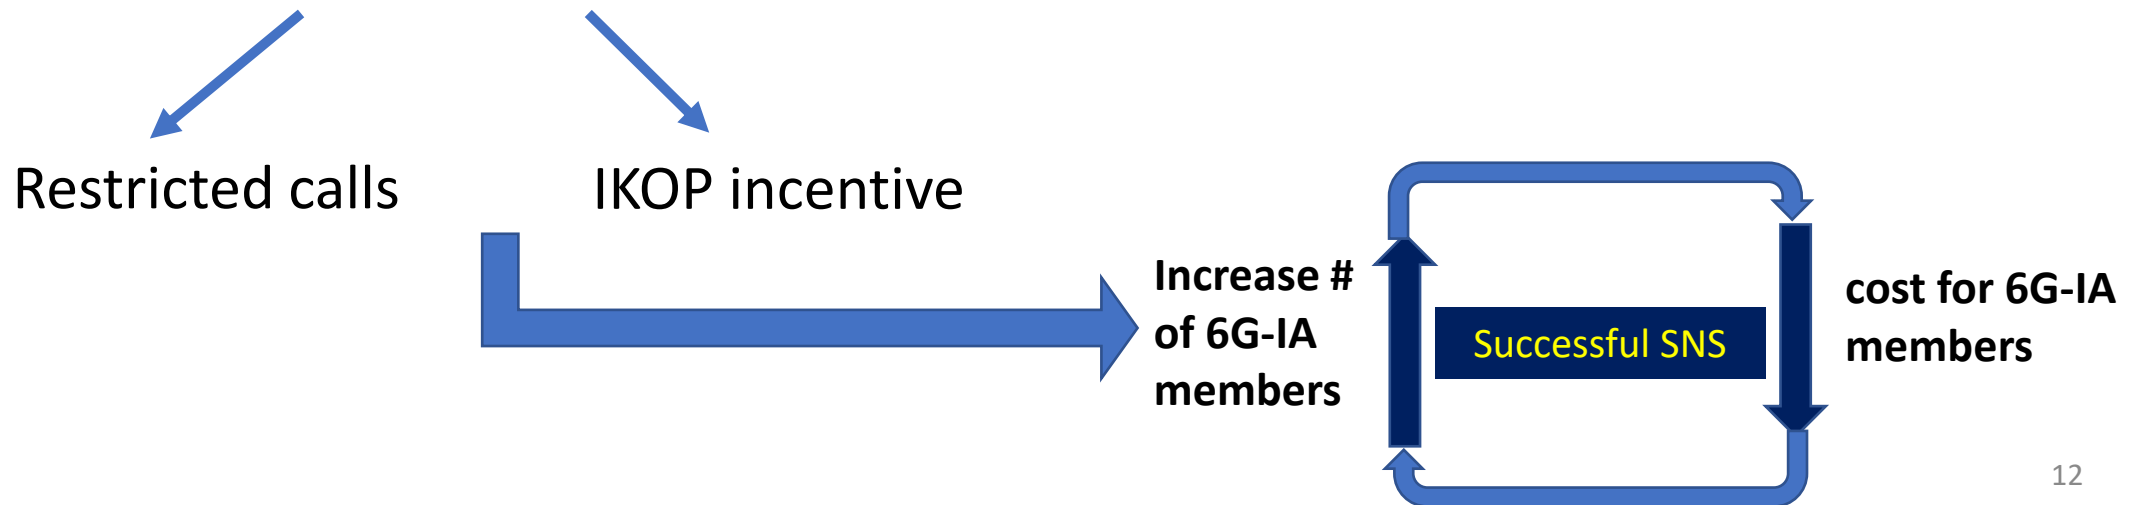 Restricted calls
IKOP incentive
Increase #
of 6G-IA
members
Successful SNS
cost for 6G-IA
members
12